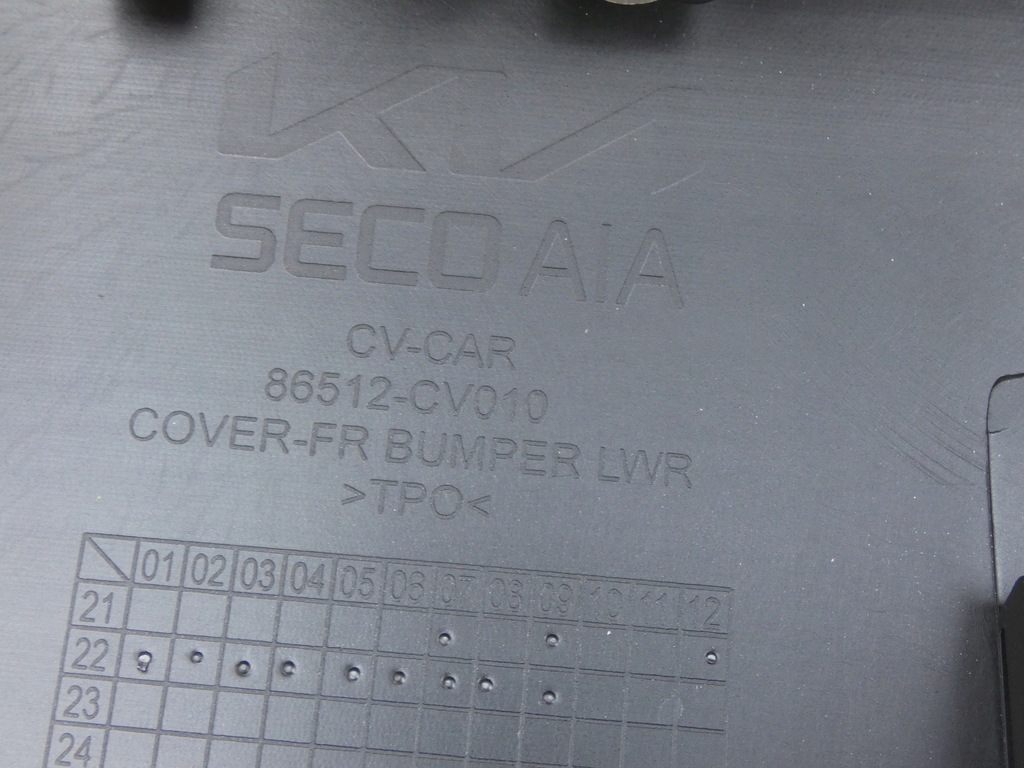 KIA
SECO AIA
CV-CAR
86512-CV010
COVER-FR BUMPER LWR
>TPO<
01 02 03 04 05 06 07 08 09 10 11 12
21
22
23
24